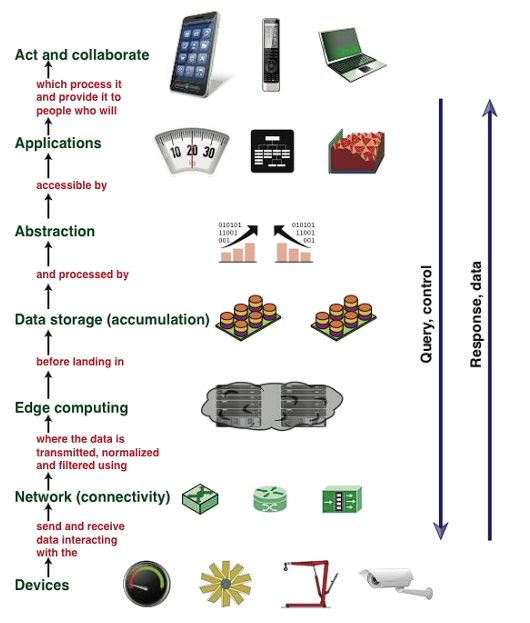 Act and collaborate
which process it
and provide it to
people who will
Applications
10 20 30
accessible by
Abstraction
010101
11001
001
010101
11001
001
and processed by
Data storage (accumulation)
before landing in
Edge computing
where the data is
transmitted, normalized
and filtered using
Network (connectivity)
send and receive
data interacting
with the
Devices
Query, control
Response, data